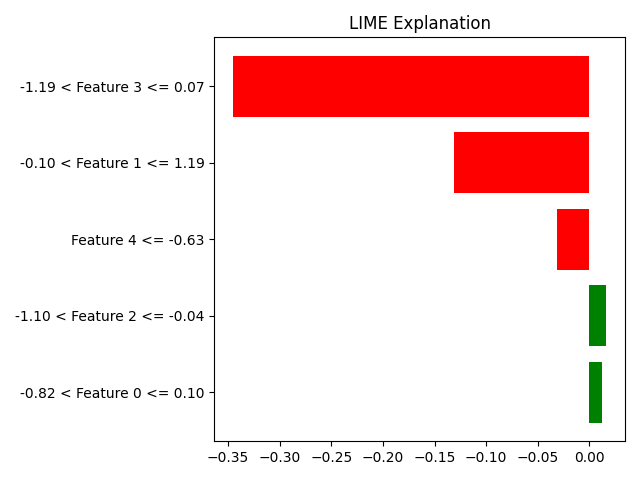 LIME Explanation
-1.19 < Feature 3 <= 0.07
-0.10 < Feature 1 <= 1.19
Feature 4 <= -0.63
-1.10 < Feature 2 <= -0.04
-0.82 < Feature 0 <= 0.10
−0.35 −0.30 −0.25 −0.20 −0.15 −0.10 −0.05 0.00